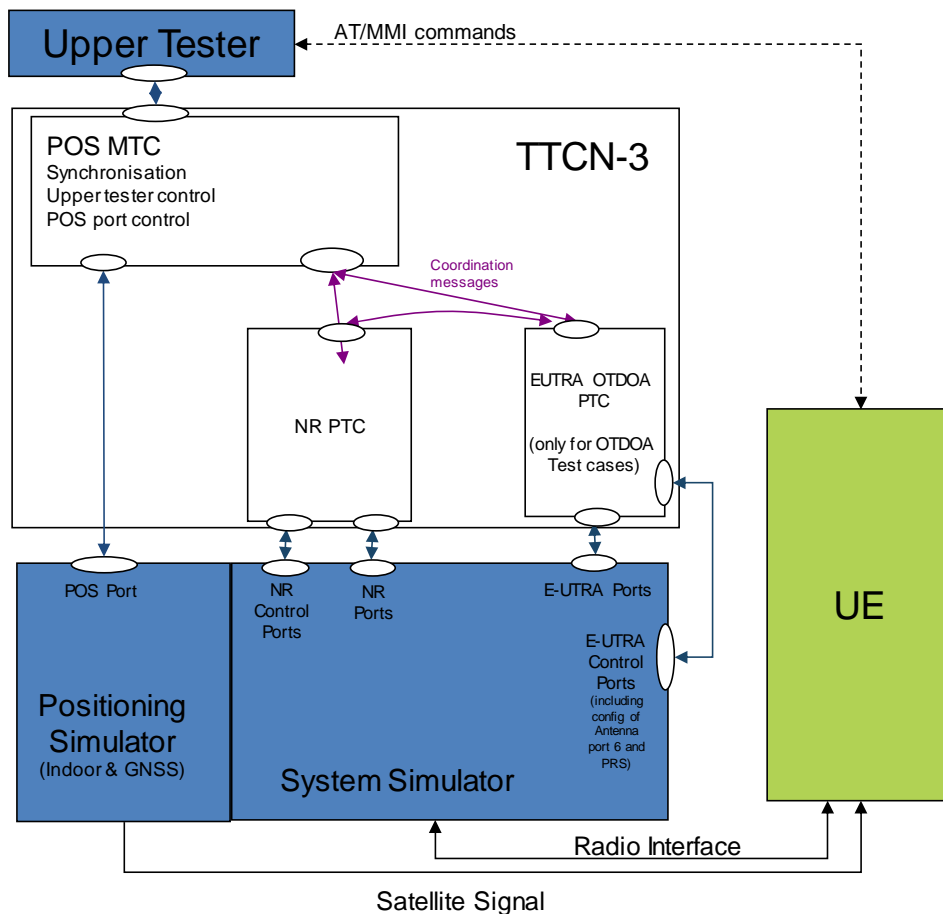 Upper Tester
AT/MMI commands
POS MTC
Synchronisation
Upper tester control
POS port control
TTCN-3
Coordination
messages
NR PTC
EUTRA OTDOA
PTC
(only for OTDOA
Test cases)
POS Port
NR
Control
Ports
NR
Ports
E-UTRA Ports
E-UTRA
Control
Ports
(including
config of
Antenna
port 6 and
PRS)
Positioning
Simulator
(Indoor & GNSS)
System Simulator
UE
Radio Interface
Satellite Signal